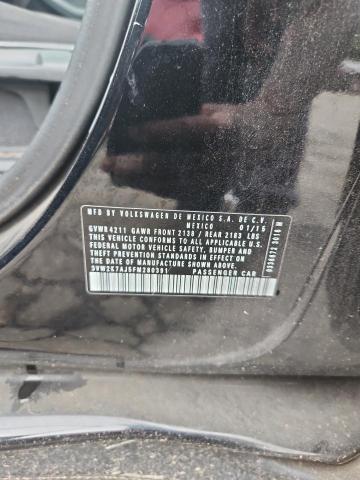 MFD BY VOLKSWAGEN DE MEXICO S.A. DE C.V.
MEXICO 01/15
GVWR 4211 GAWR FRONT 2138 / REAR 2183 LBS
THIS VEHICLE CONFORMS TO ALL APPLICABLE U.S.
FEDERAL MOTOR VEHICLE SAFETY, BUMPER AND
THEFT PREVENTION STANDARDS IN EFFECT ON THE
DATE OF MANUFACTURE SHOWN ABOVE
3VW2K7AJ5FM280391 PASSENGER CAR